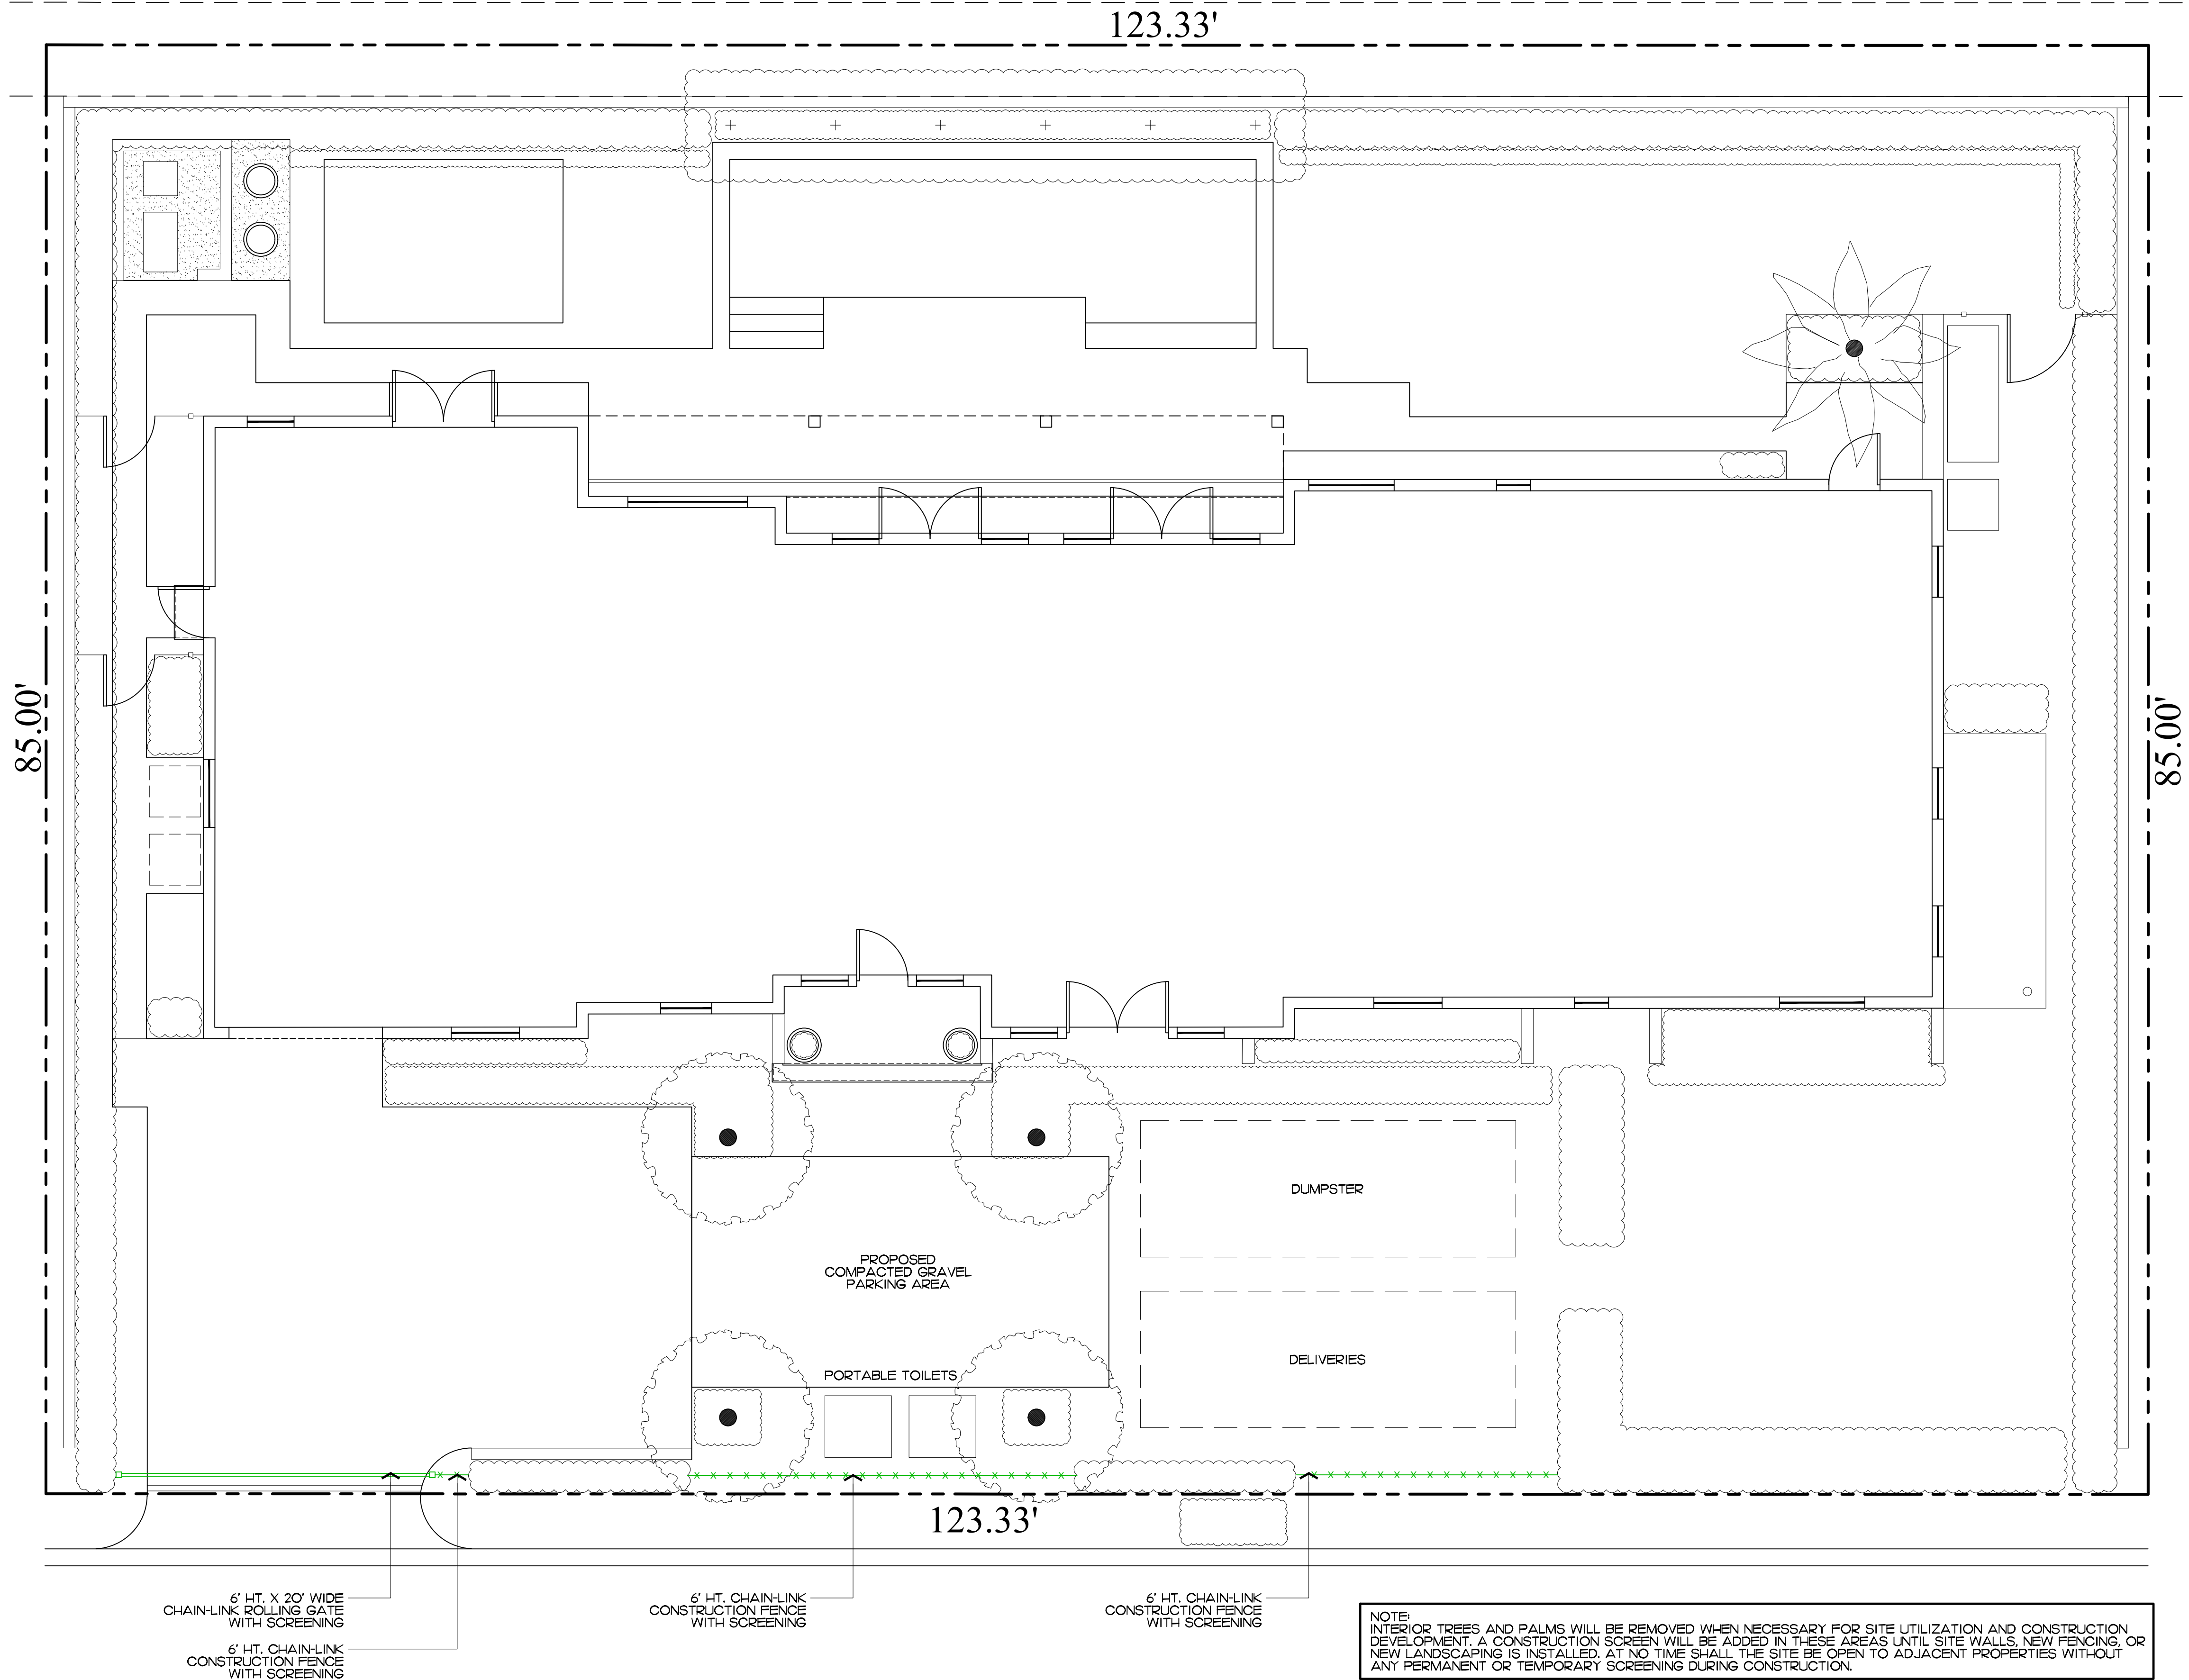 123.33'
85.00'
85.00'
DUMPSTER
PROPOSED
COMPACTED GRAVEL
PARKING AREA
DELIVERIES
PORTABLE TOILETS
123.33'
6' HT. X 20' WIDE
CHAIN-LINK ROLLING GATE
WITH SCREENING
6' HT. CHAIN-LINK
CONSTRUCTION FENCE
WITH SCREENING
6' HT. CHAIN-LINK
CONSTRUCTION FENCE
WITH SCREENING
6' HT. CHAIN-LINK
CONSTRUCTION FENCE
WITH SCREENING
NOTE:
INTERIOR TREES AND PALMS WILL BE REMOVED WHEN NECESSARY FOR SITE UTILIZATION AND CONSTRUCTION
DEVELOPMENT. A CONSTRUCTION SCREEN WILL BE ADDED IN THESE AREAS UNTIL SITE WALLS, NEW FENCING, OR
NEW LANDSCAPING IS INSTALLED. AT NO TIME SHALL THE SITE BE OPEN TO ADJACENT PROPERTIES WITHOUT
ANY PERMANENT OR TEMPORARY SCREENING DURING CONSTRUCTION.